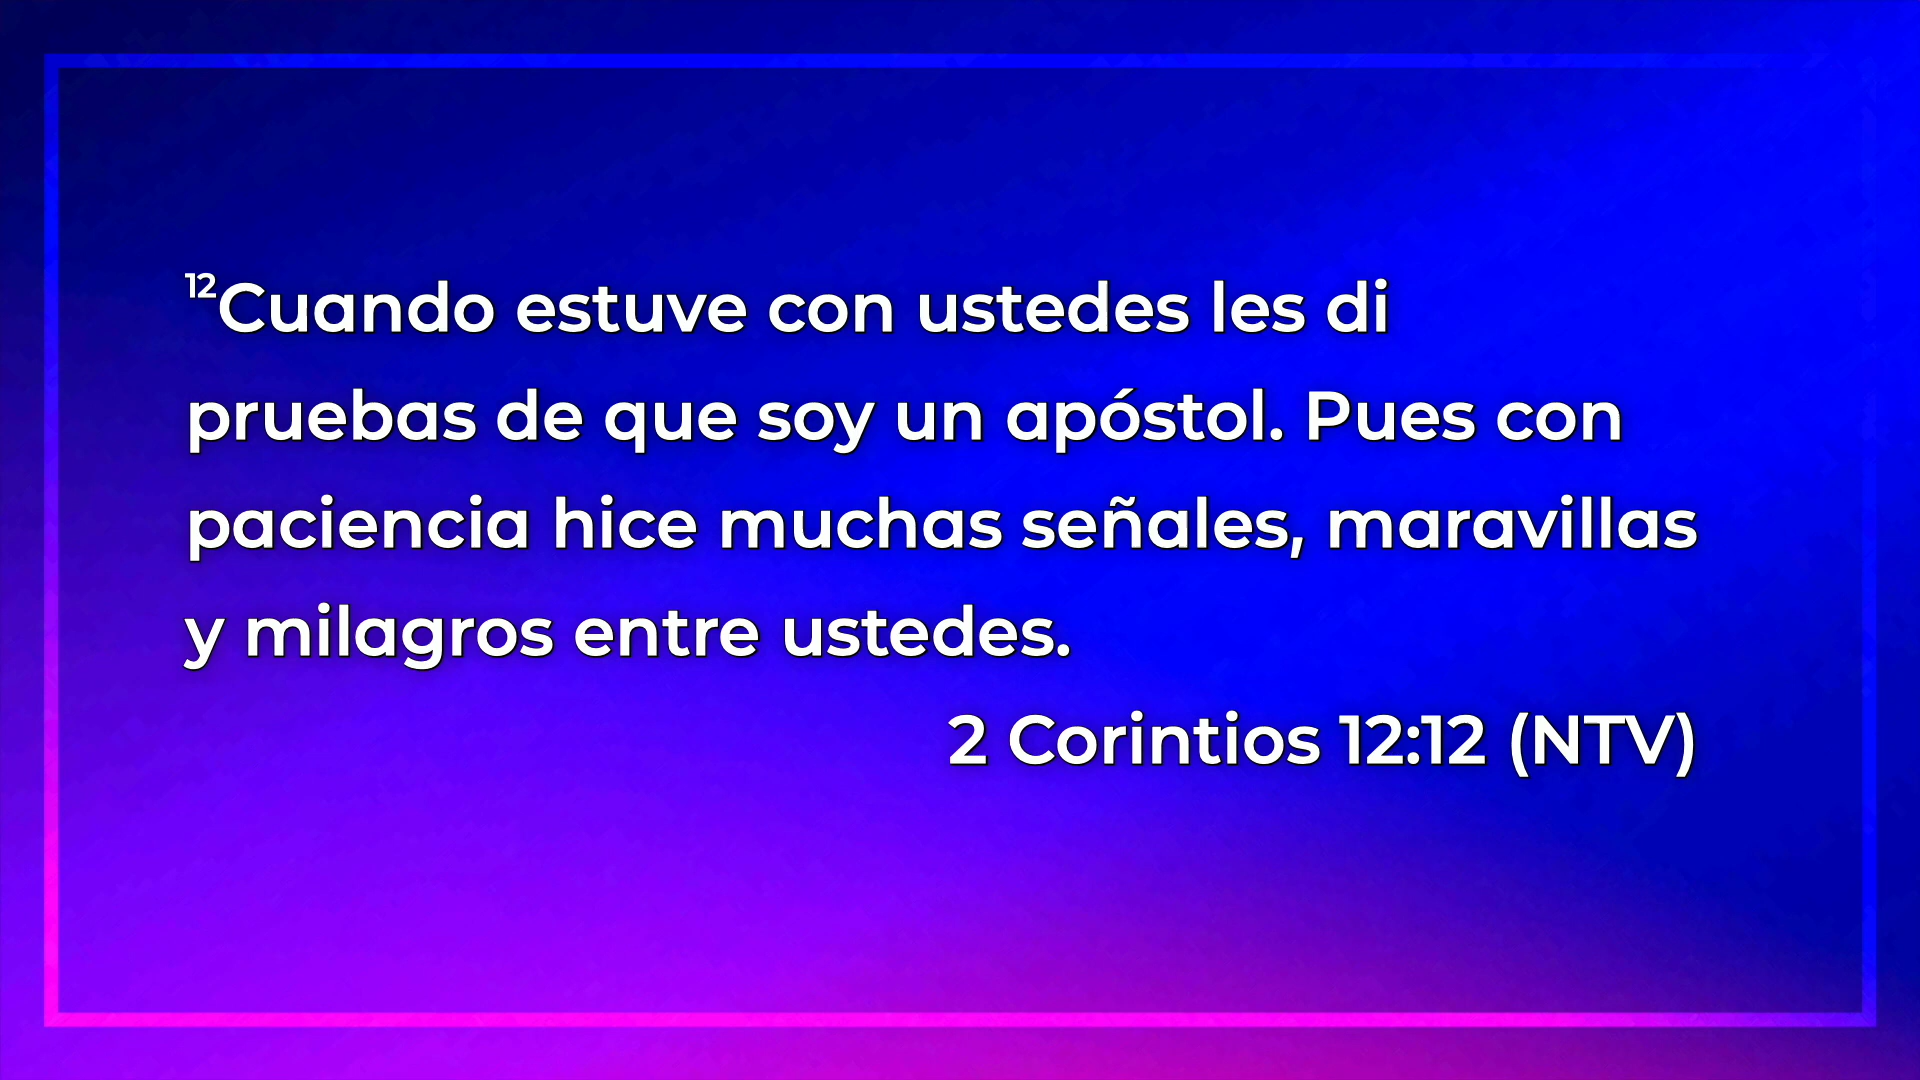 ¹²Cuando estuve con ustedes les di
pruebas de que soy un apóstol. Pues con
paciencia hice muchas señales, maravillas
y milagros entre ustedes.
2 Corintios 12:12 (NTV)